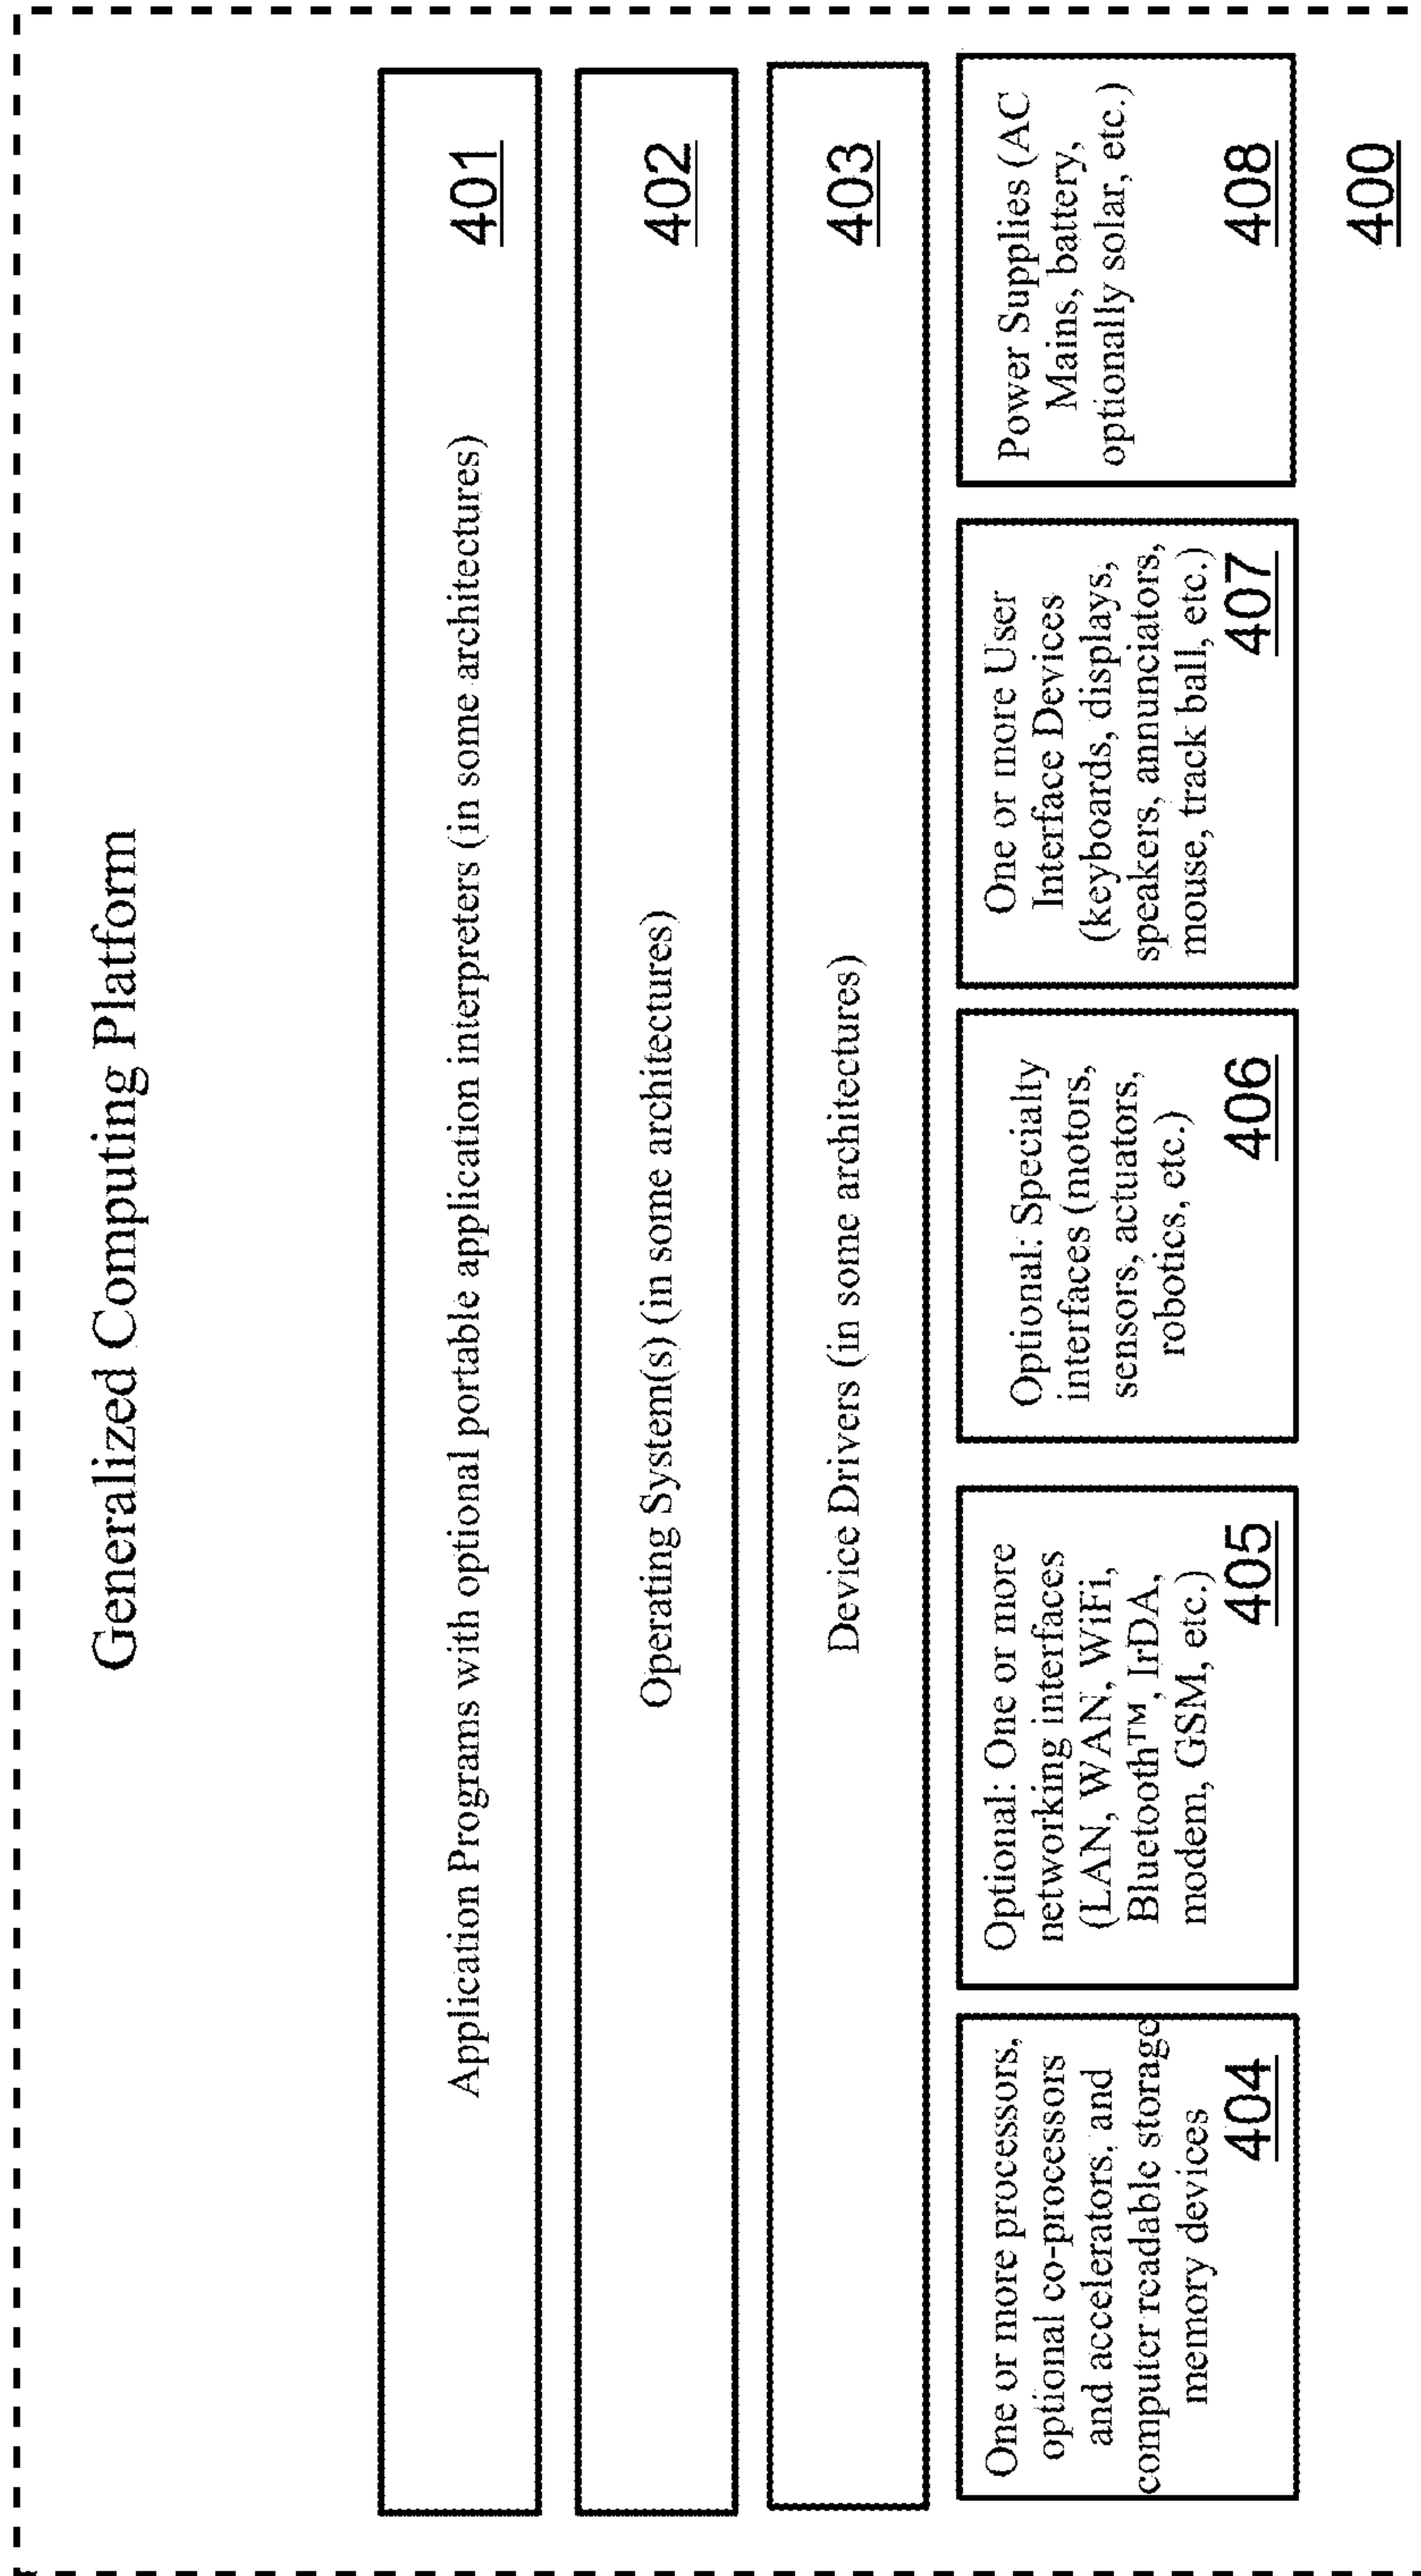 Generalized Computing Platform
Application Programs with optional portable application interpreters (in some architectures)
401
Operating System(s) (in some architectures)
402
Device Drivers (in some architectures)
403
One or more processors,
optional co-processors
and accelerators, and
computer readable storage
memory devices
404
Optional: One or more
networking interfaces
(LAN, WAN, WiFi,
Bluetooth™, IrDA,
modem, GSM, etc.)
405
Optional: Specialty
interfaces (motors,
sensors, actuators,
robotics, etc.)
406
One or more User
Interface Devices
(keyboards, displays,
speakers, annunciators,
mouse, track ball, etc.)
407
Power Supplies (AC
Mains, battery,
optionally solar, etc.)
408
400